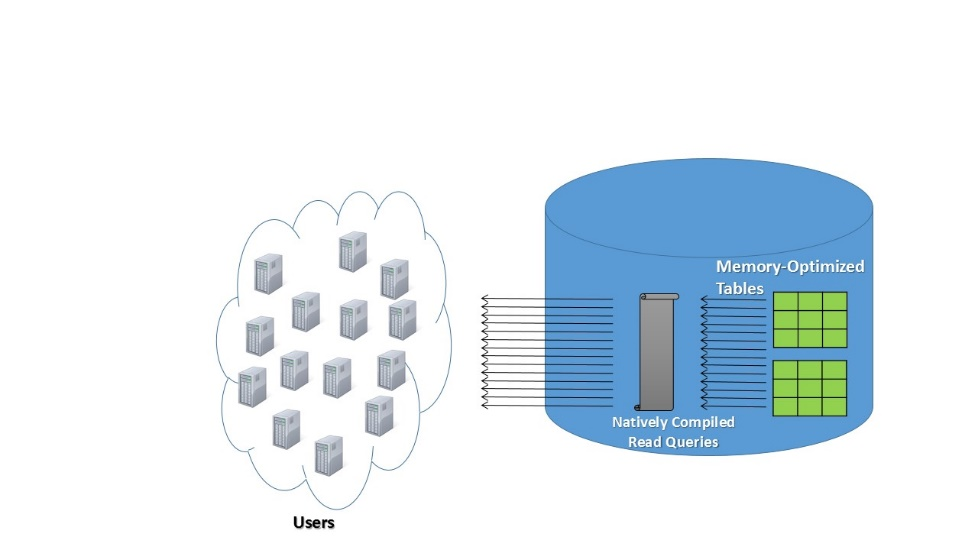 Memory-Optimized
Tables
Natively Compiled
Read Queries
Users